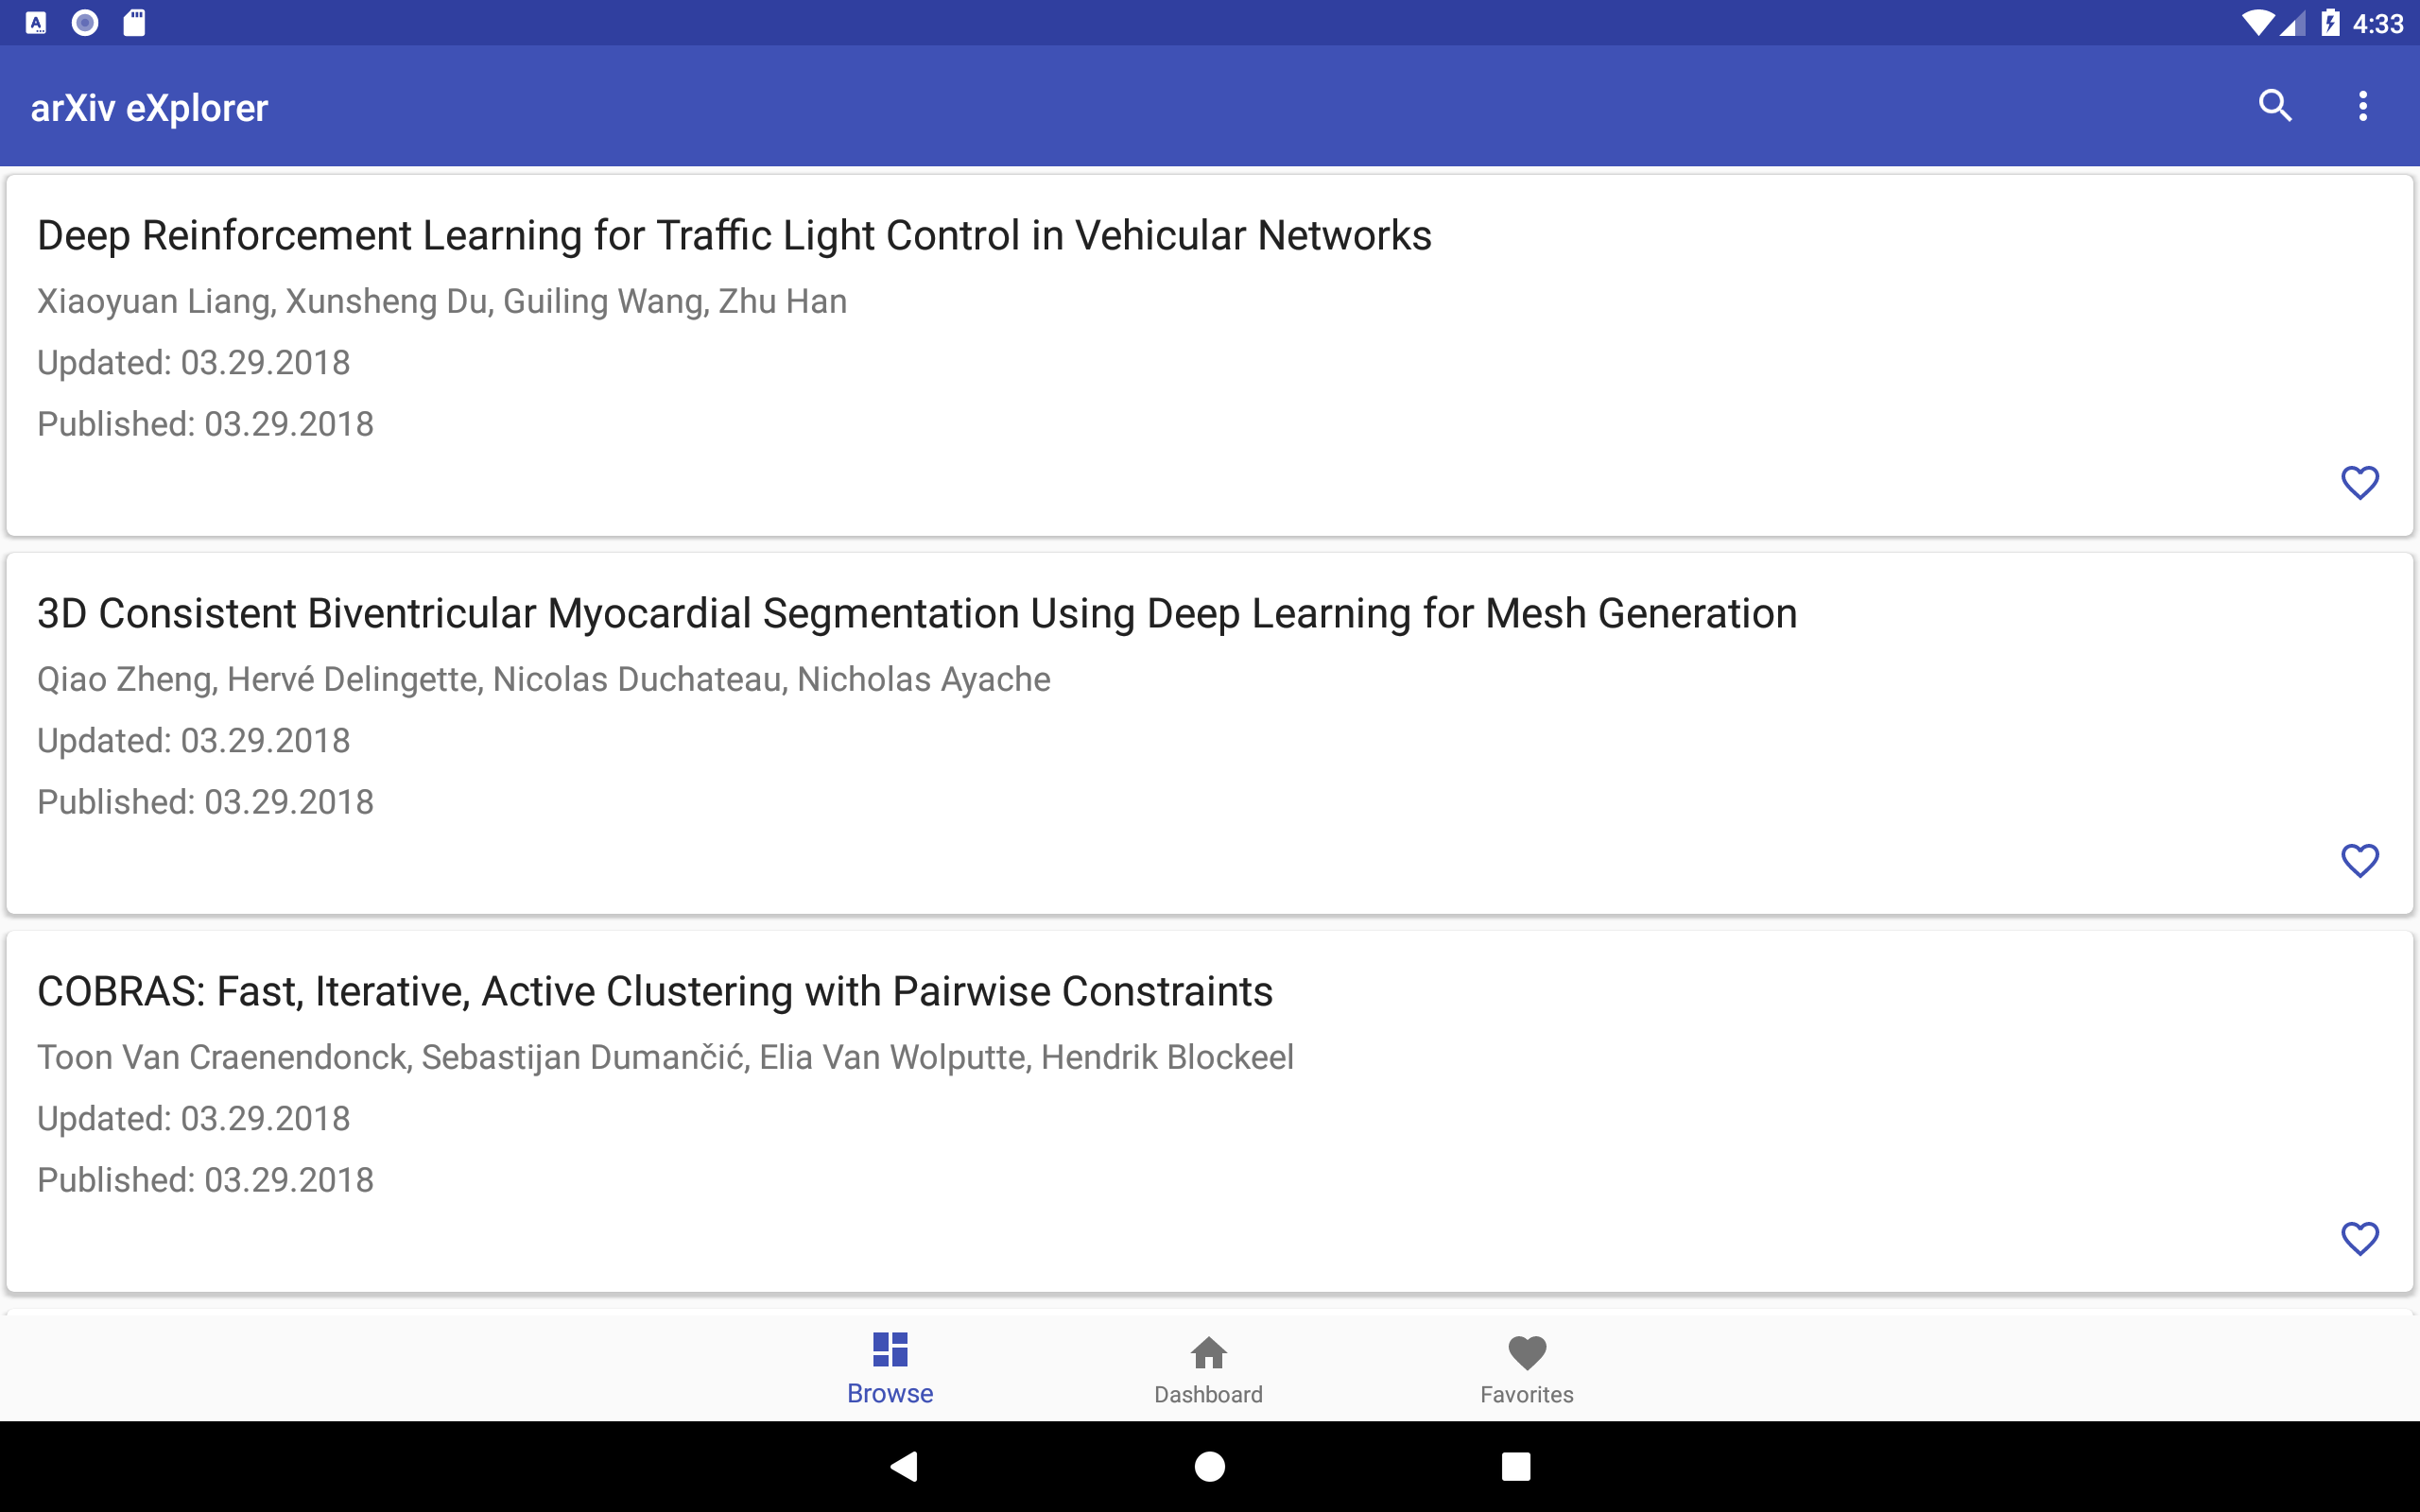 4:33
arXiv eXplorer
Deep Reinforcement Learning for Traffic Light Control in Vehicular Networks
Xiaoyuan Liang, Xunsheng Du, Guiling Wang, Zhu Han
Updated: 03.29.2018
Published: 03.29.2018
3D Consistent Biventricular Myocardial Segmentation Using Deep Learning for Mesh Generation
Qiao Zheng, Hervé Delingette, Nicolas Duchateau, Nicholas Ayache
Updated: 03.29.2018
Published: 03.29.2018
COBRAS: Fast, Iterative, Active Clustering with Pairwise Constraints
Toon Van Craenendonck, Sebastijan Dumančić, Elia Van Wolputte, Hendrik Blockeel
Updated: 03.29.2018
Published: 03.29.2018
Browse
Dashboard
Favorites